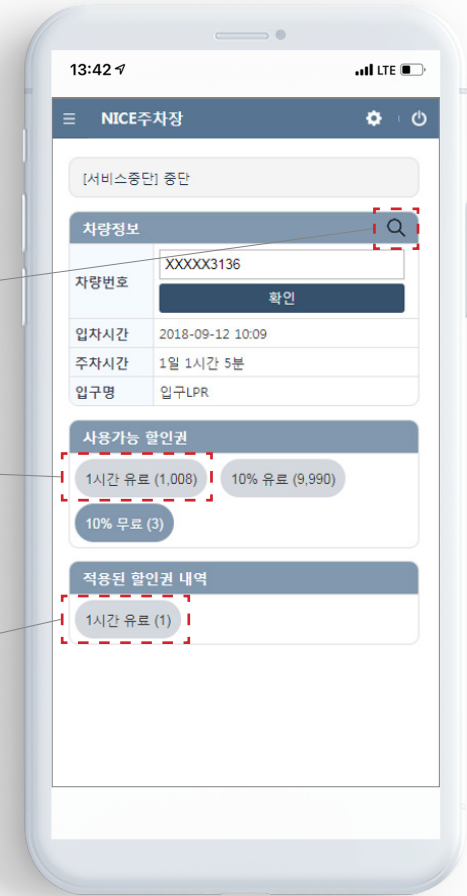 13:42
LTE
NICE주차장
[서비스중단] 중단
차량정보
차량번호
XXXXX3136
확인
입차시간 2018-09-12 10:09
주차시간 1일 1시간 5분
입구명 입구LPR
사용가능 할인권
1시간 유료 (1,008) 10% 유료 (9,990)
10% 무료 (3)
적용된 할인권 내역
1시간 유료 (1)